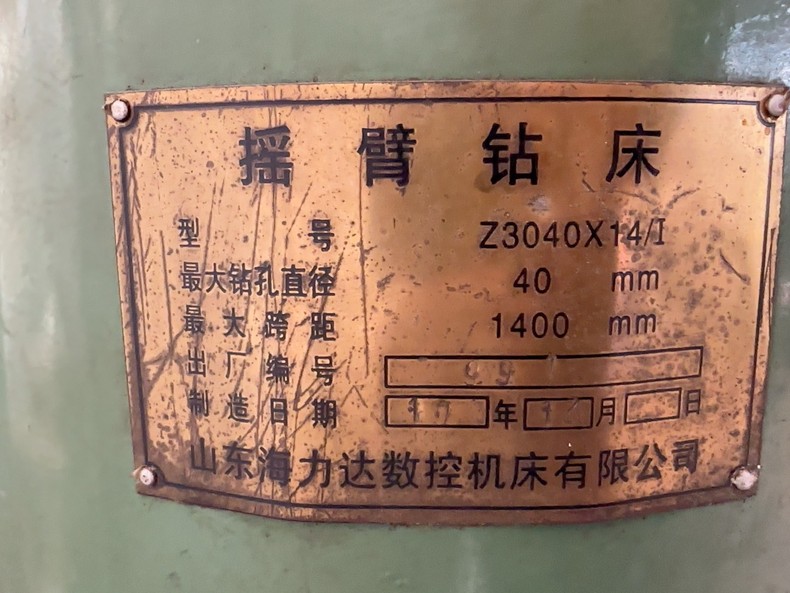 摇臂钻床
型号 Z3040X14/I
最大钻孔直径 40 mm
最大跨距 1400 mm
出厂编号
制造日期 年 月 日
山东海力达数控机床有限公司